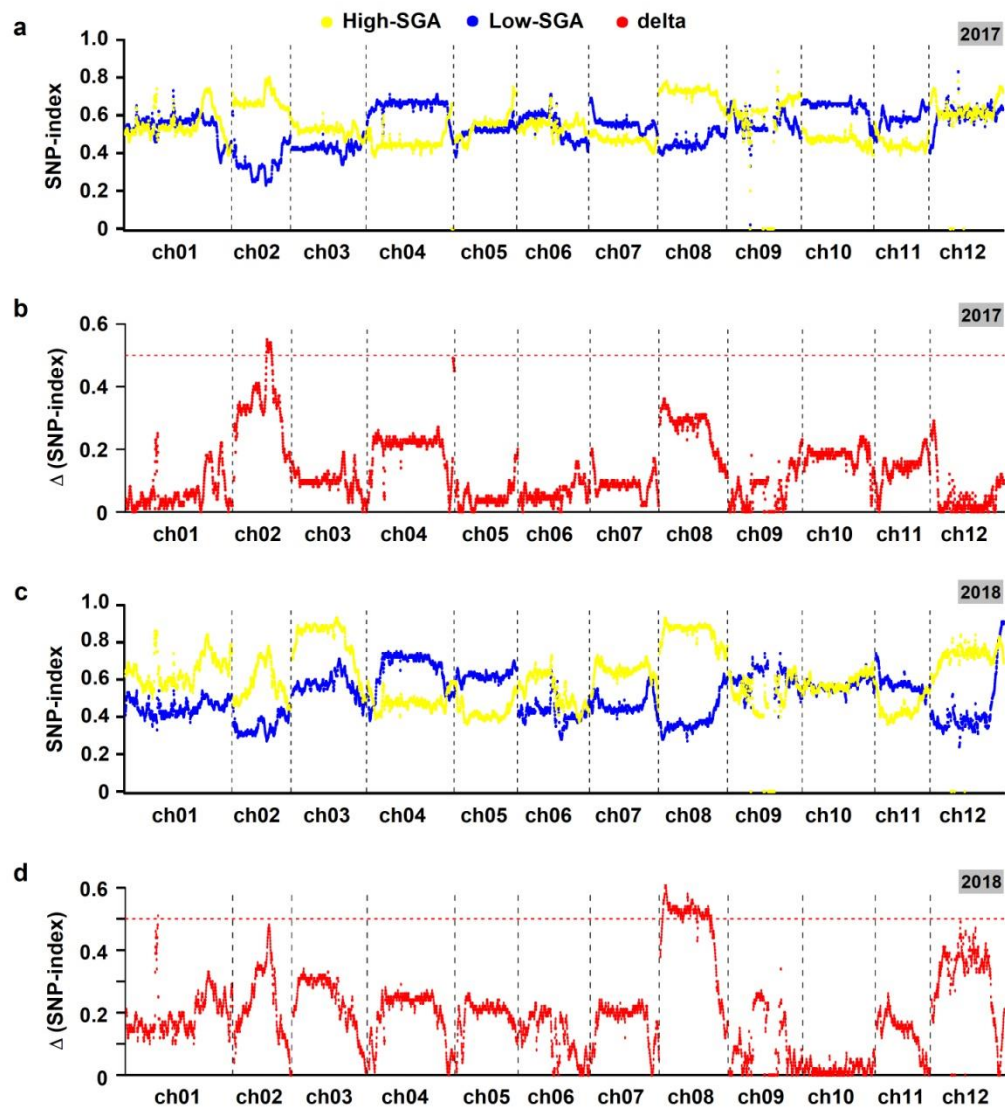 High-SGA Low-SGA delta
a
2017
1.0
0.8
0.6
0.4
0.2
0
SNP-index
ch01 ch02 ch03 ch04 ch05 ch06 ch07 ch08 ch09 ch10 ch11 ch12
b
2017
0.6
0.4
0.2
0
Δ (SNP-index)
ch01 ch02 ch03 ch04 ch05 ch06 ch07 ch08 ch09 ch10 ch11 ch12
c
2018
1.0
0.8
0.6
0.4
0.2
0
SNP-index
ch01 ch02 ch03 ch04 ch05 ch06 ch07 ch08 ch09 ch10 ch11 ch12
d
2018
0.6
0.4
0.2
0
Δ (SNP-index)
ch01 ch02 ch03 ch04 ch05 ch06 ch07 ch08 ch09 ch10 ch11 ch12